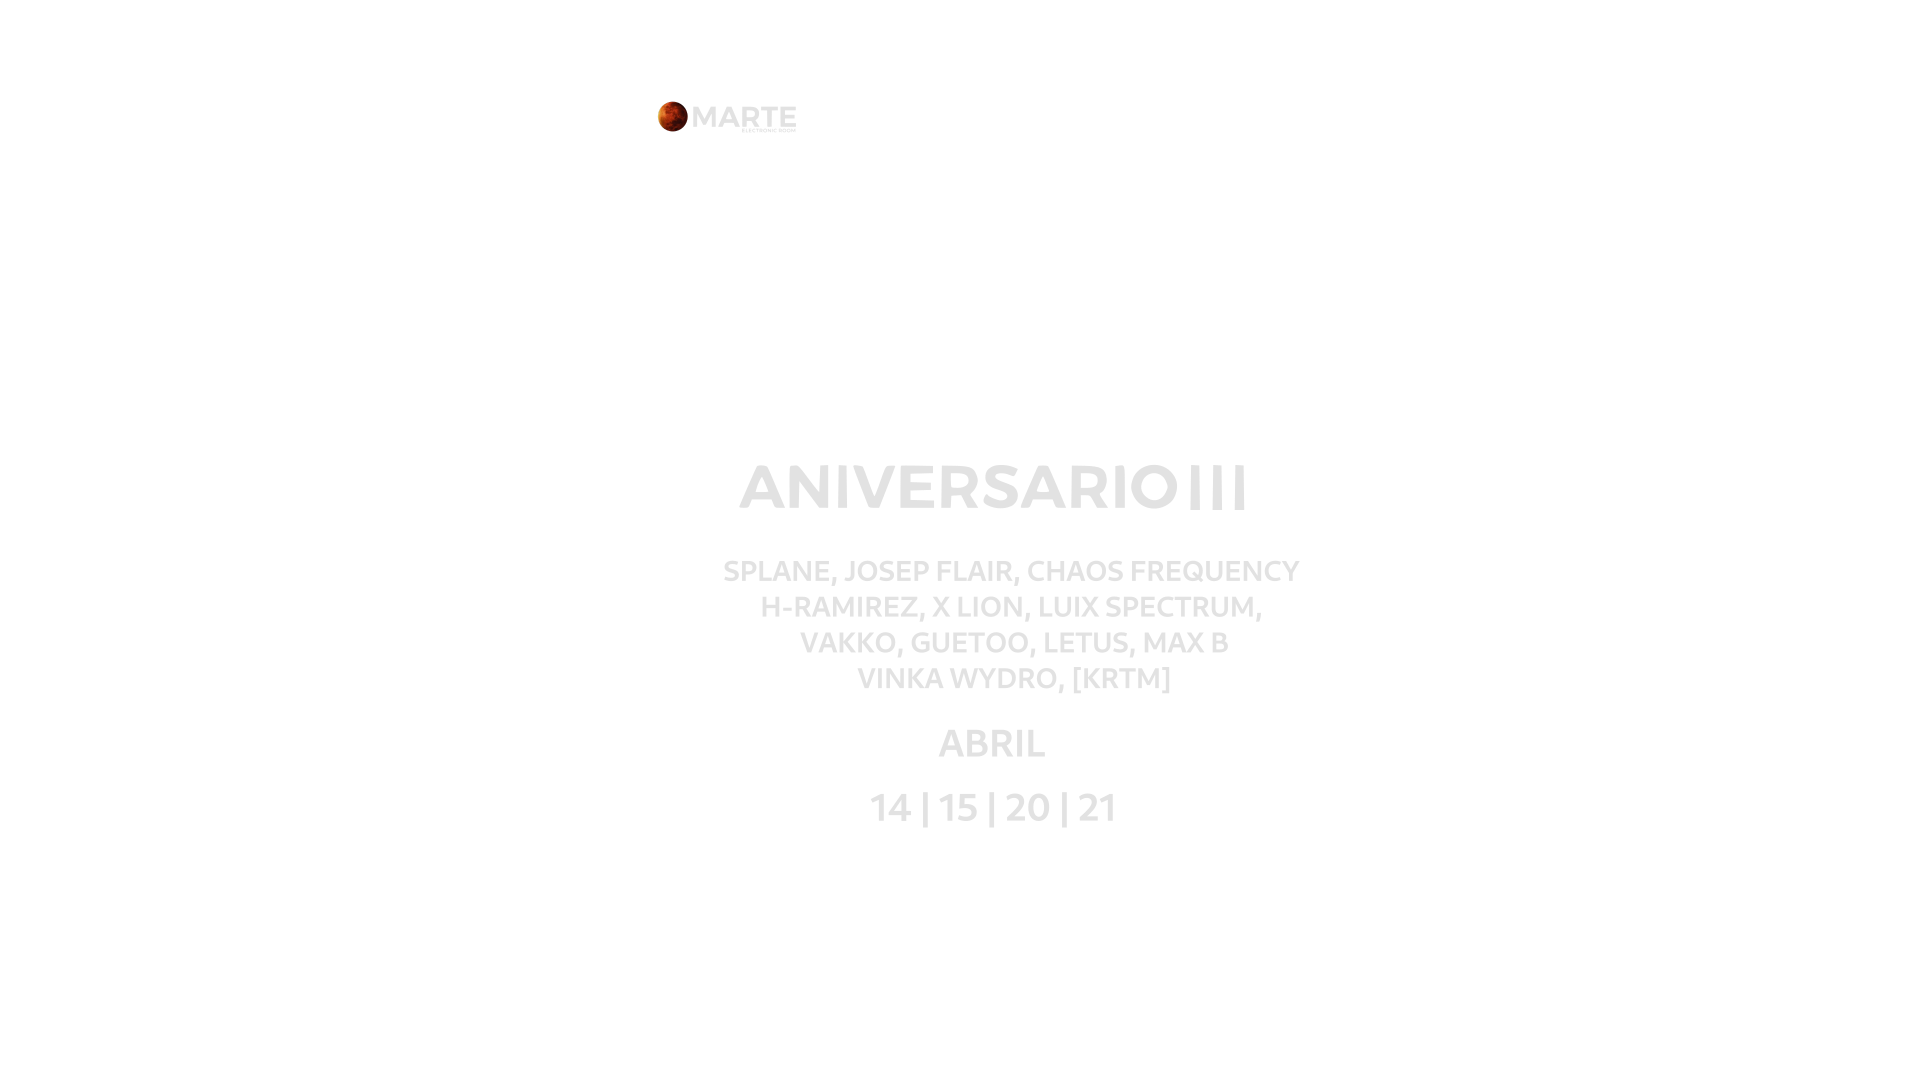 MARTE
ELECTRONIC ROOM
ANIVERSARIO III
SPLANE, JOSEP FLAIR, CHAOS FREQUENCY
H-RAMIREZ, X LION, LUIX SPECTRUM,
VAKKO, GUETOO, LETUS, MAX B
VINKA WYDRO, [KRTM]
ABRIL
14 | 15 | 20 | 21